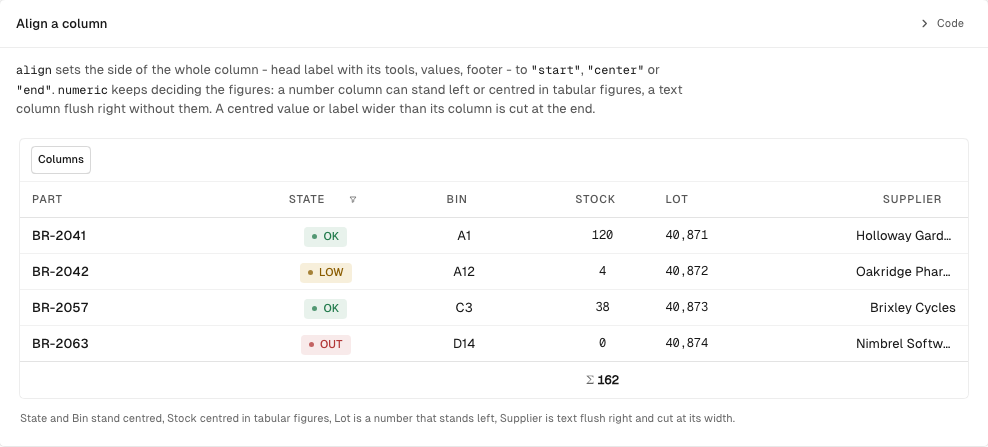 Align a column
Code
align sets the side of the whole column - head label with its tools, values, footer - to "start", "center" or
"end". numeric keeps deciding the figures: a number column can stand left or centred in tabular figures, a text
column flush right without them. A centred value or label wider than its column is cut at the end.
Columns
PART STATE BIN STOCK LOT SUPPLIER
BR-2041 OK A1 120 40,871 Holloway Gard…
BR-2042 LOW A12 4 40,872 Oakridge Phar…
BR-2057 OK C3 38 40,873 Brixley Cycles
BR-2063 OUT D14 0 40,874 Nimbrel Softw…
Σ 162
State and Bin stand centred, Stock centred in tabular figures, Lot is a number that stands left, Supplier is text flush right and cut at its width.